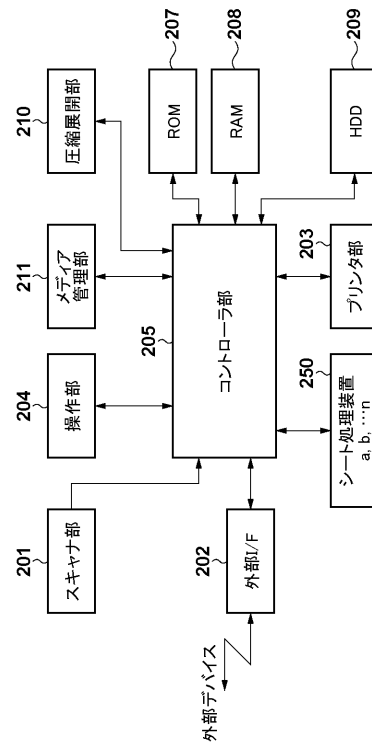 201
スキャナ部
204
操作部
211
メディア
管理部
210
圧縮展開部
外部デバイス
202
外部I/F
205
コントローラ部
207
ROM
208
RAM
209
HDD
250
シート処理装置
a, b, …n
203
プリンタ部